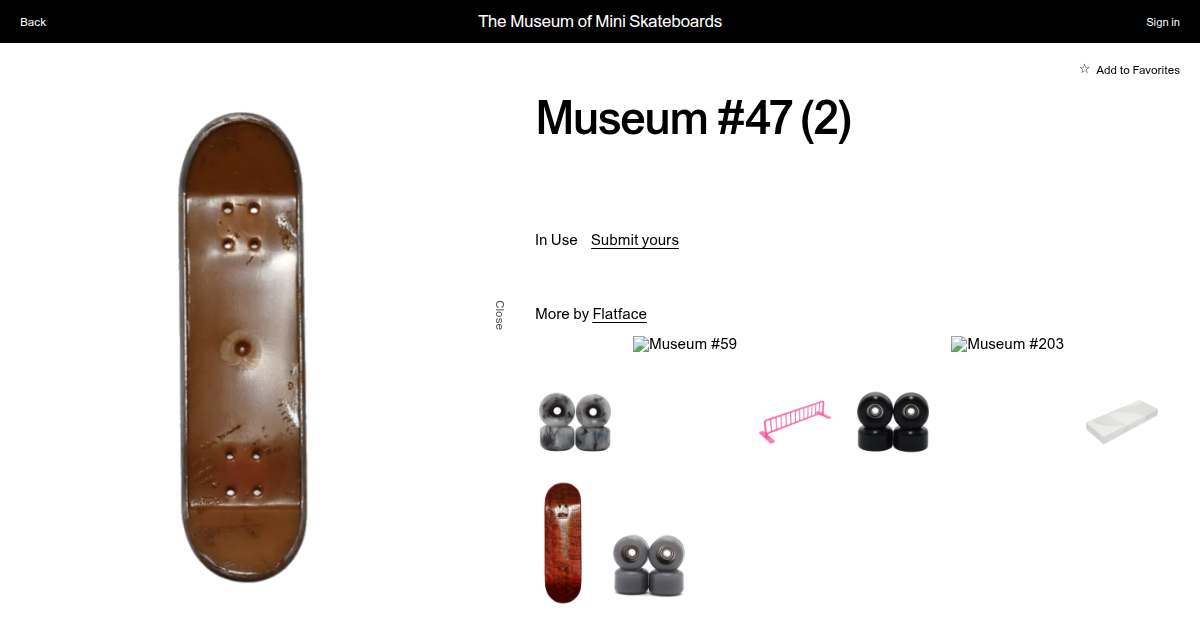 Back
The Museum of Mini Skateboards
Sign in
☆ Add to Favorites
Museum #47 (2)
In Use Submit yours
Close
More by Flatface
Museum #59
Museum #203